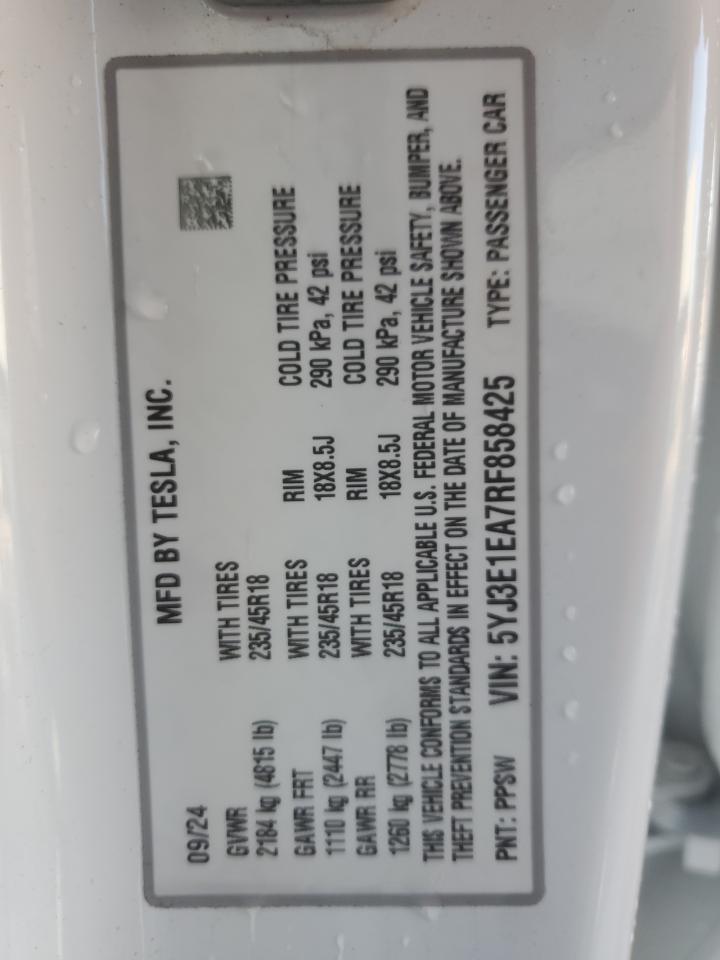 MFD BY TESLA, INC.
09/24
GVWR WITH TIRES
2184 kg (4815 lb) 235/45R18
GAWR FRT WITH TIRES RIM COLD TIRE PRESSURE
1110 kg (2447 lb) 235/45R18 18X8.5J 290 kPa, 42 psi
GAWR RR WITH TIRES RIM COLD TIRE PRESSURE
1260 kg (2778 lb) 235/45R18 18X8.5J 290 kPa, 42 psi
THIS VEHICLE CONFORMS TO ALL APPLICABLE U.S. FEDERAL MOTOR VEHICLE SAFETY, BUMPER, AND
THEFT PREVENTION STANDARDS IN EFFECT ON THE DATE OF MANUFACTURE SHOWN ABOVE.
PNT: PPSW VIN: 5YJ3E1EA7RF858425 TYPE: PASSENGER CAR